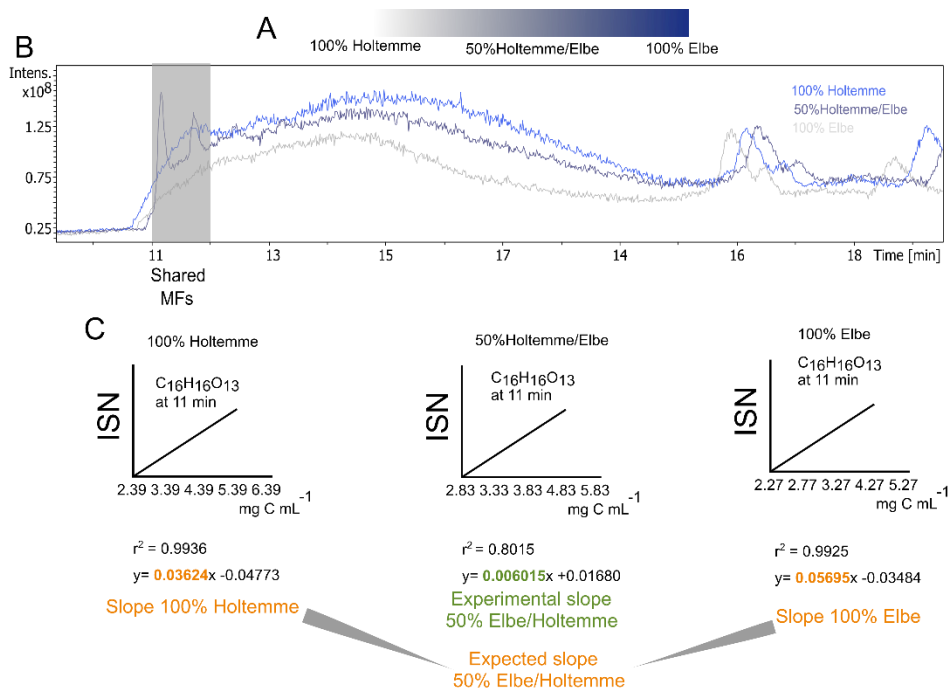 A
100% Holtemme 50%Holtemme/Elbe 100% Elbe
B
Intens.
x10⁸
1.25
0.75
0.25
100% Holtemme
50%Holtemme/Elbe
100% Elbe
11 13 14 15 17 14 16 18 Time [min]
Shared
MFs
C
100% Holtemme
C16H16O13
at 11 min
ISN
2.39 3.39 4.39 5.39 6.39
mg C mL-1
r2 = 0.9936
y= 0.03624x -0.04773
Slope 100% Holtemme
50%Holtemme/Elbe
C16H16O13
at 11 min
ISN
2.83 3.33 3.83 4.83 5.83
mg C mL-1
r2 = 0.8015
y= 0.006015x +0.01680
Experimental slope
50% Elbe/Holtemme
100% Elbe
C16H16O13
at 11 min
ISN
2.27 2.77 3.27 4.27 5.27
mg C mL-1
r2 = 0.9925
y= 0.05695x -0.03484
Slope 100% Elbe
Expected slope
50% Elbe/Holtemme